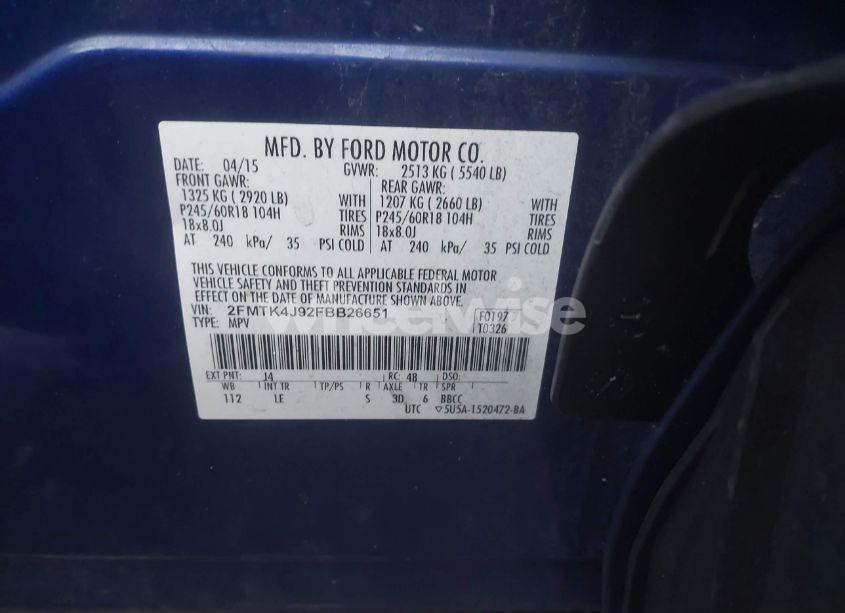 MFD. BY FORD MOTOR CO.
DATE: 04/15 GVWR: 2513 KG ( 5540 LB)
FRONT GAWR: REAR GAWR:
1325 KG ( 2920 LB) WITH 1207 KG ( 2660 LB) WITH
P245/60R18 104H TIRES P245/60R18 104H TIRES
18x8.0J RIMS 18x8.0J RIMS
AT 240 kPa/ 35 PSI COLD AT 240 kPa/ 35 PSI COLD
THIS VEHICLE CONFORMS TO ALL APPLICABLE FEDERAL MOTOR
VEHICLE SAFETY AND THEFT PREVENTION STANDARDS IN
EFFECT ON THE DATE OF MANUFACTURE SHOWN ABOVE.
VIN: 2FMTK4J92FBB26651 F0197
TYPE: MPV T0326
EXT PNT: J4 RC: 48 DSO:
WB INT TR TP/PS R AXLE TR SPR
112 LE S 3D 6 BBCC
UTC ▽5U5A-1520472-BA
wheelwise